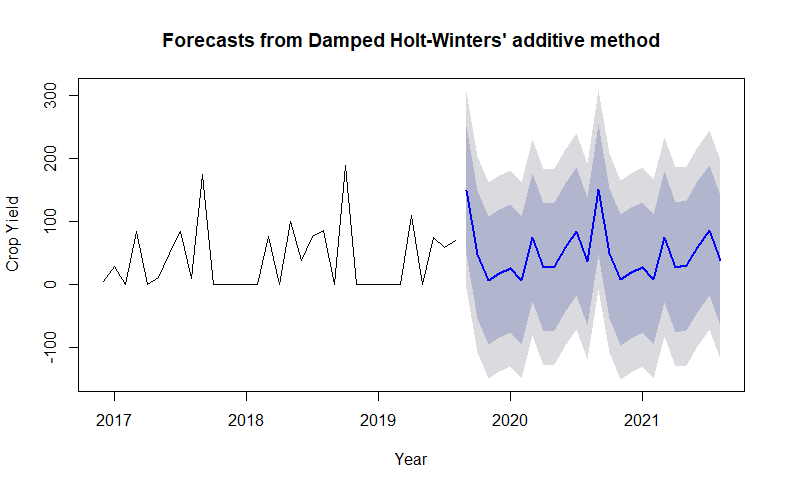 Forecasts from Damped Holt-Winters' additive method
300
200
100
0
-100
Crop Yield
2017 2018 2019 2020 2021
Year